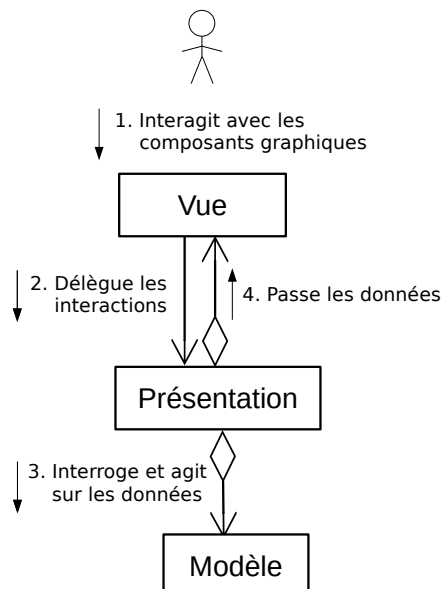 1. Interagit avec les
composants graphiques
Vue
2. Délègue les
interactions
4. Passe les données
Présentation
3. Interroge et agit
sur les données
Modèle